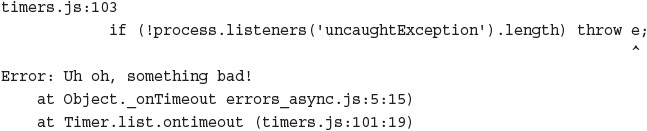 timers.js:103
            if (!process.listeners('uncaughtException').length) throw e;
                                                                      ^
Error: Uh oh, something bad!
    at Object._onTimeout errors_async.js:5:15)
    at Timer.list.ontimeout (timers.js:101:19)